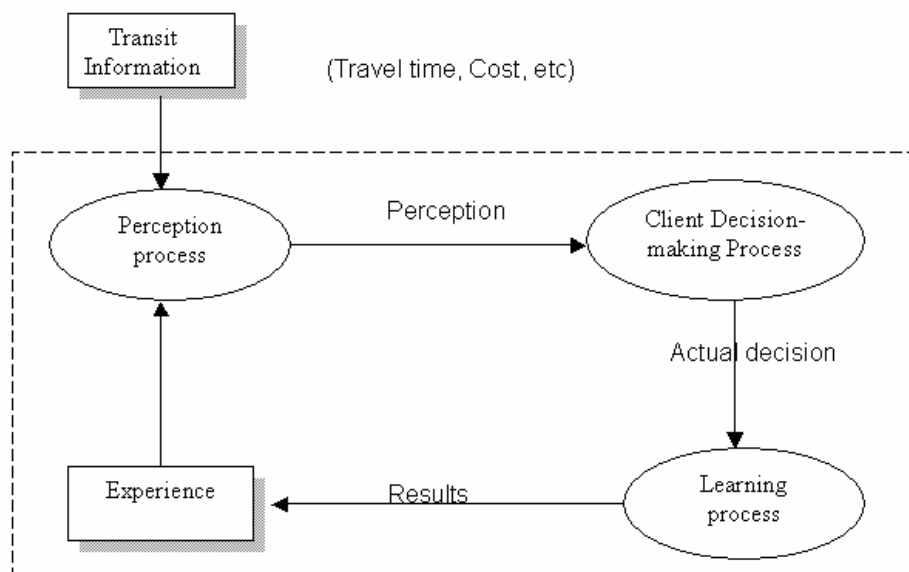 Transit
Information
(Travel time, Cost, etc)
Perception
process
Perception
Client Decision-
making Process
Actual decision
Experience
Results
Learning
process